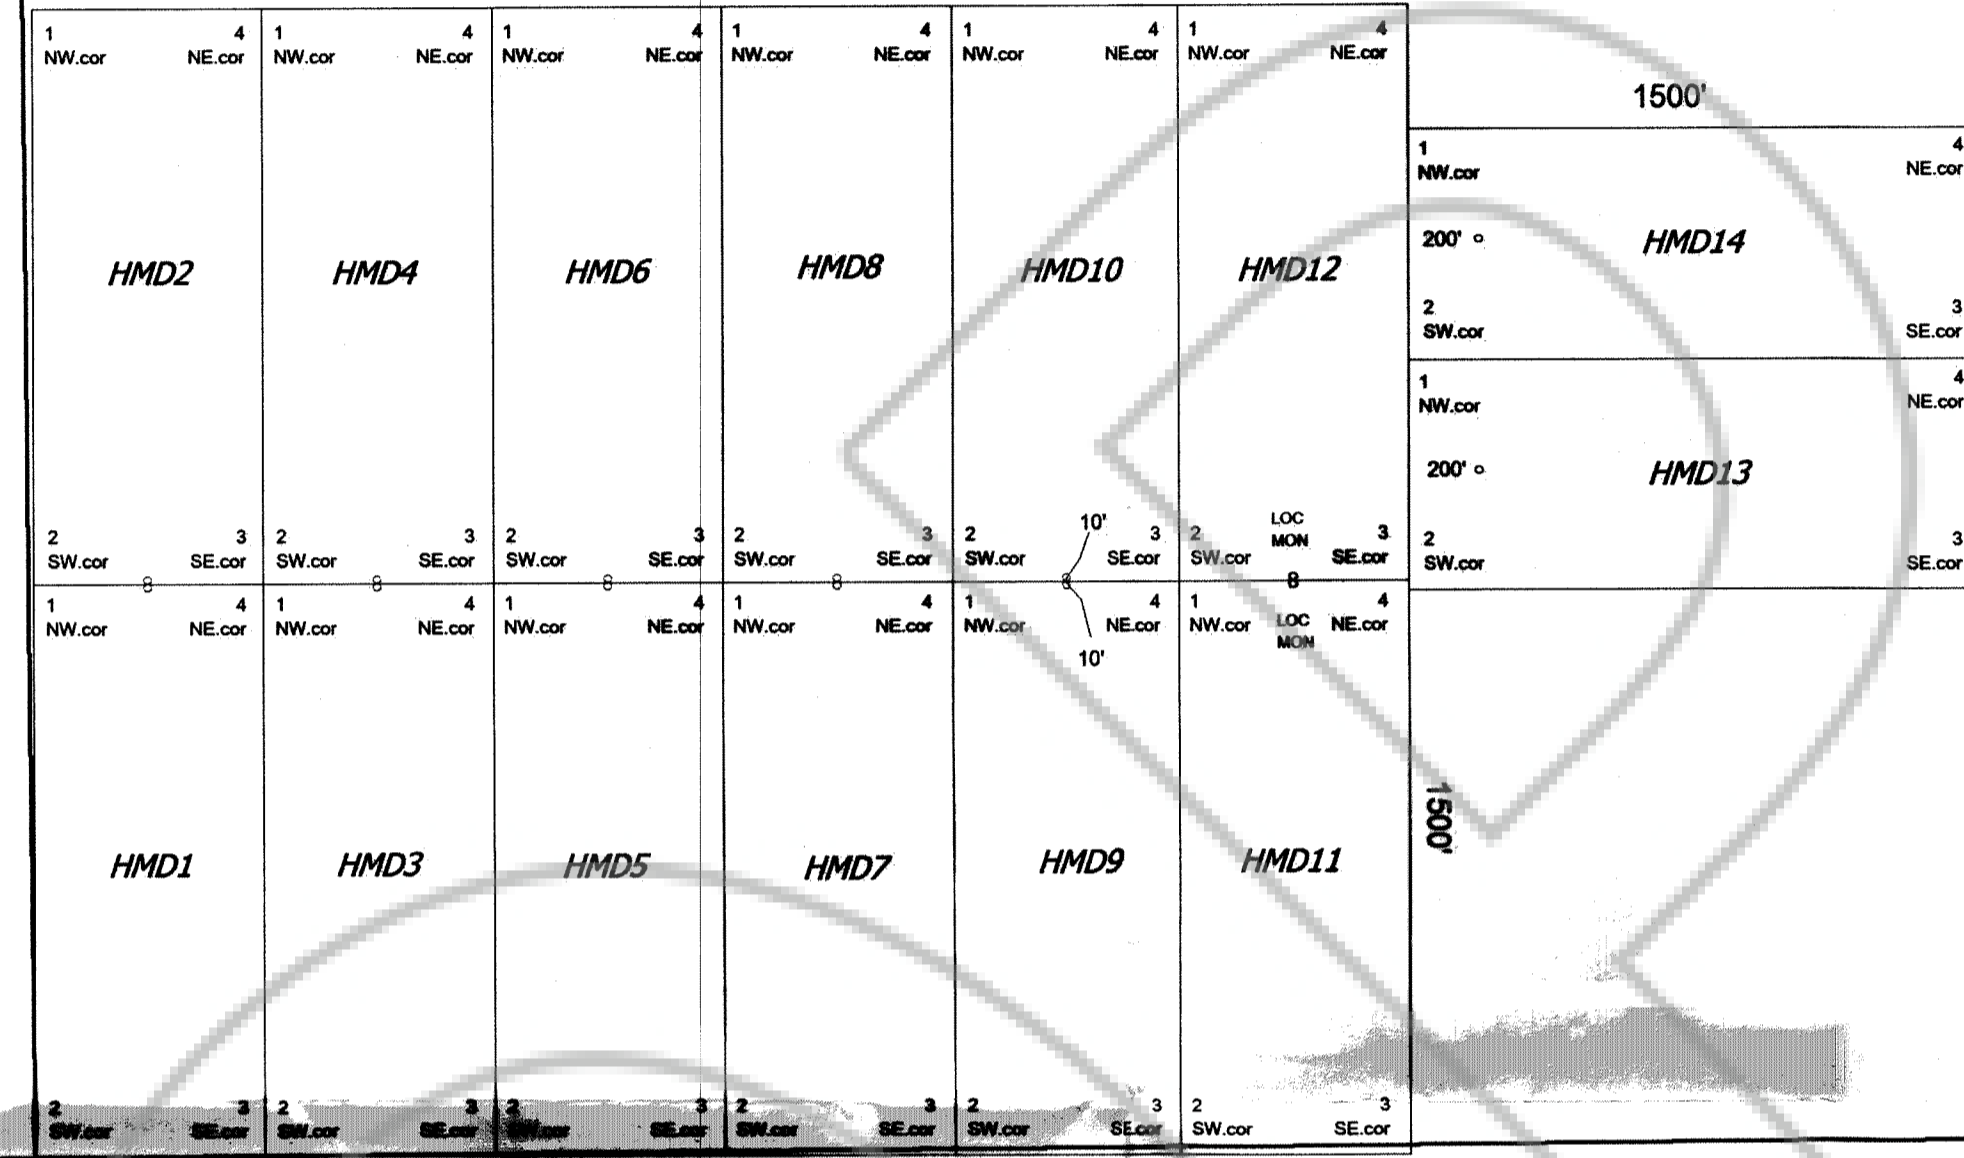 1 4 1 4 1 4 1 4 1 4 1 4
NW.cor NE.cor NW.cor NE.cor NW.cor NE.cor NW.cor NE.cor NW.cor NE.cor NW.cor NE.cor
1500'
1 4
NW.cor NE.cor
HMD2 HMD4 HMD6 HMD8 HMD10 HMD12
200' HMD14
2 3
SW.cor SE.cor
1 4
NW.cor NE.cor
200' HMD13
2 3
SW.cor SE.cor
10'
LOC
MON
2 3 2 3 2 3 2 3 2 3 2 3
SW.cor SE.cor SW.cor SE.cor SW.cor SE.cor SW.cor SE.cor SW.cor SE.cor SW.cor SE.cor
1 4 1 4 1 4 1 4 1 4 1 4
NW.cor NE.cor NW.cor NE.cor NW.cor NE.cor NW.cor NE.cor NW.cor NE.cor NW.cor NE.cor
LOC
MON
10'
1500'
HMD1 HMD3 HMD5 HMD7 HMD9 HMD11
2 3 2 3 2 3 2 3 2 3 2 3
SW.cor SE.cor SW.cor SE.cor SW.cor SE.cor SW.cor SE.cor SW.cor SE.cor SW.cor SE.cor